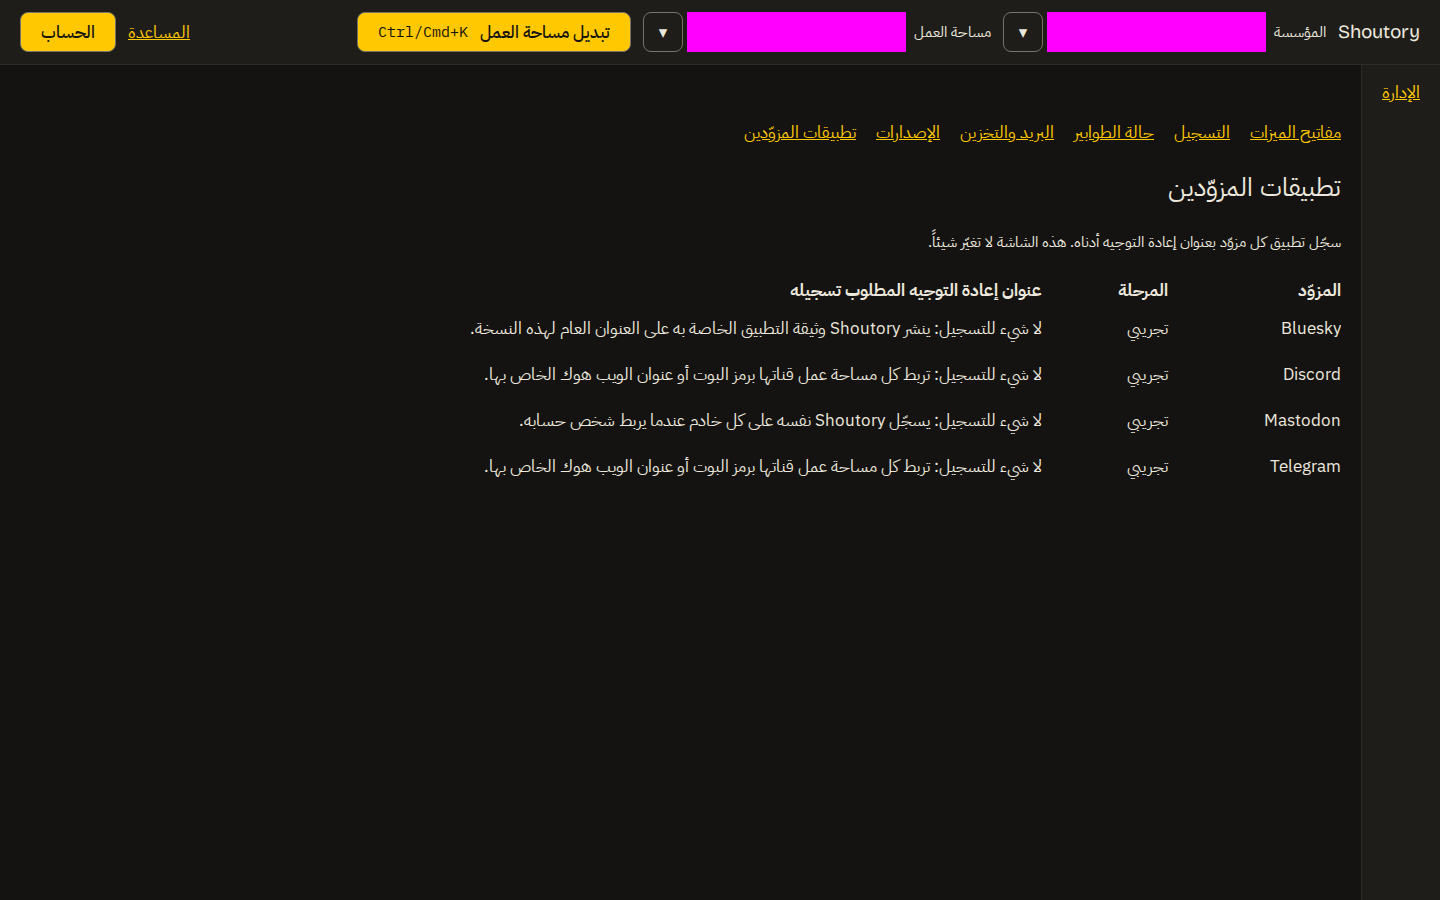 Shoutory المؤسسة ▼ مساحة العمل ▼ تبديل مساحة العمل Ctrl/Cmd+K المساعدة الحساب
الإدارة
مفاتيح الميزات التسجيل حالة الطوابير البريد والتخزين الإصدارات تطبيقات المزوّدين
تطبيقات المزوّدين
سجّل تطبيق كل مزوّد بعنوان إعادة التوجيه أدناه. هذه الشاشة لا تغيّر شيئاً.
المزوّد المرحلة عنوان إعادة التوجيه المطلوب تسجيله
Bluesky تجريبي لا شيء للتسجيل: ينشر Shoutory وثيقة التطبيق الخاصة به على العنوان العام لهذه النسخة.
Discord تجريبي لا شيء للتسجيل: تربط كل مساحة عمل قناتها برمز البوت أو عنوان الويب هوك الخاص بها.
Mastodon تجريبي لا شيء للتسجيل: يسجّل Shoutory نفسه على كل خادم عندما يربط شخص حسابه.
Telegram تجريبي لا شيء للتسجيل: تربط كل مساحة عمل قناتها برمز البوت أو عنوان الويب هوك الخاص بها.